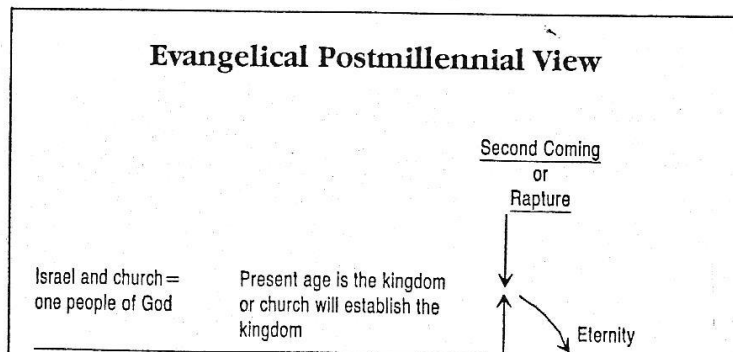 Evangelical Postmillennial View
Second Coming
or
Rapture
Israel and church =
one people of God
Present age is the kingdom
or church will establish the
kingdom
Eternity